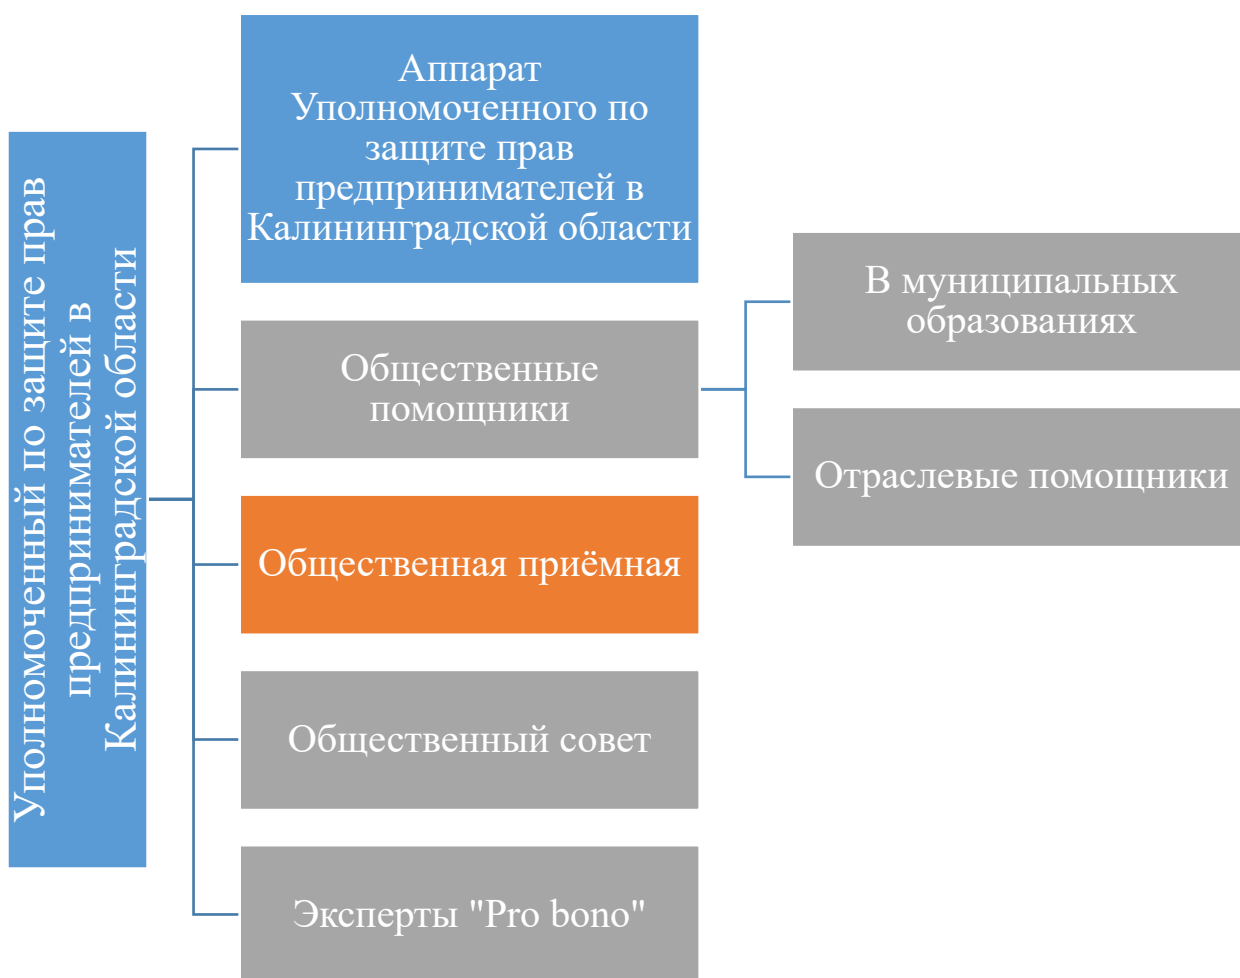 Уполномоченный по защите прав
предпринимателей в
Калининградской области
Аппарат
Уполномоченного по
защите прав
предпринимателей в
Калининградской области
Общественные
помощники
В муниципальных
образованиях
Отраслевые помощники
Общественная приёмная
Общественный совет
Эксперты "Pro bono"